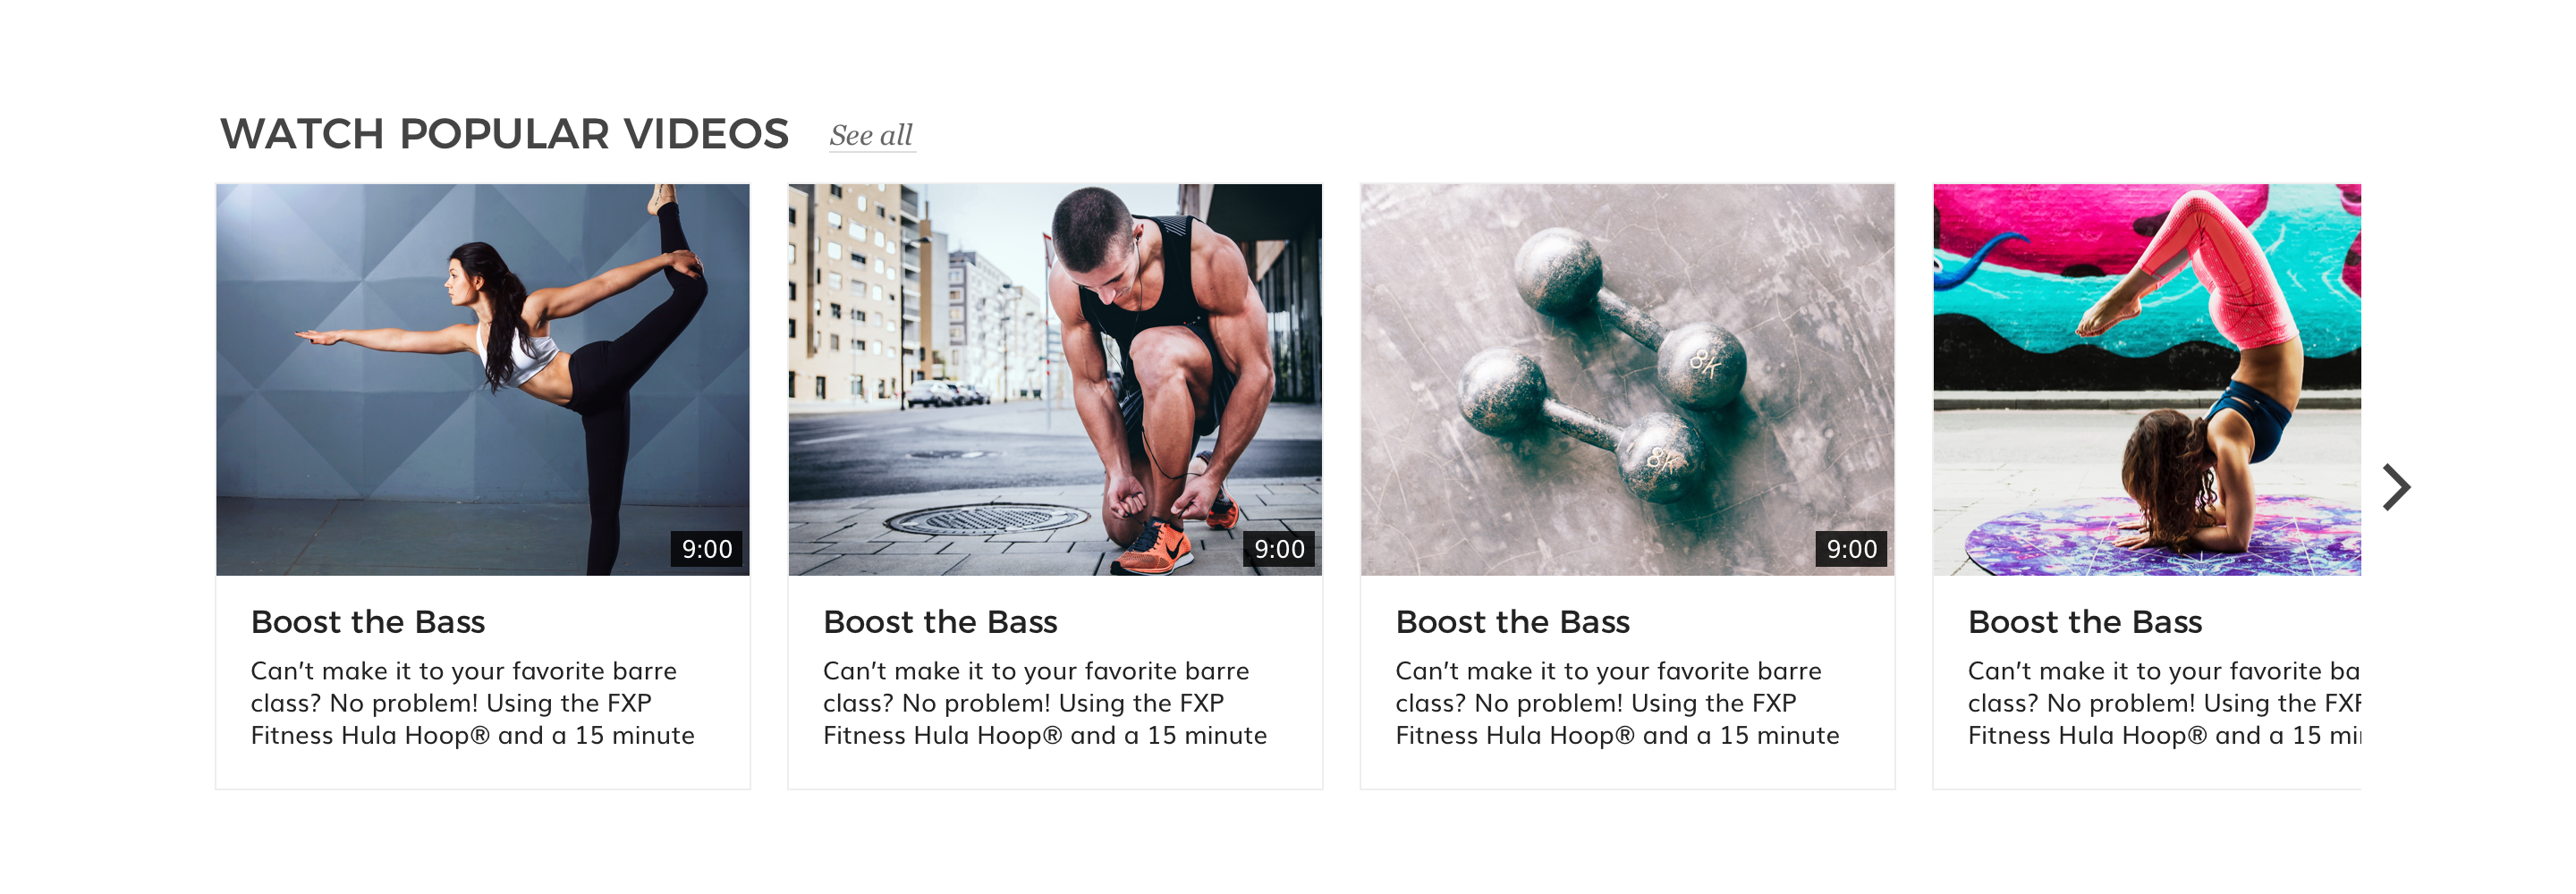 WATCH POPULAR VIDEOS See all
9:00
Boost the Bass
Can't make it to your favorite barre
class? No problem! Using the FXP
Fitness Hula Hoop® and a 15 minute
9:00
Boost the Bass
Can't make it to your favorite barre
class? No problem! Using the FXP
Fitness Hula Hoop® and a 15 minute
8K
8K
9:00
Boost the Bass
Can't make it to your favorite barre
class? No problem! Using the FXP
Fitness Hula Hoop® and a 15 minute
Boost the Bass
Can't make it to your favorite ba
class? No problem! Using the FXP
Fitness Hula Hoop® and a 15